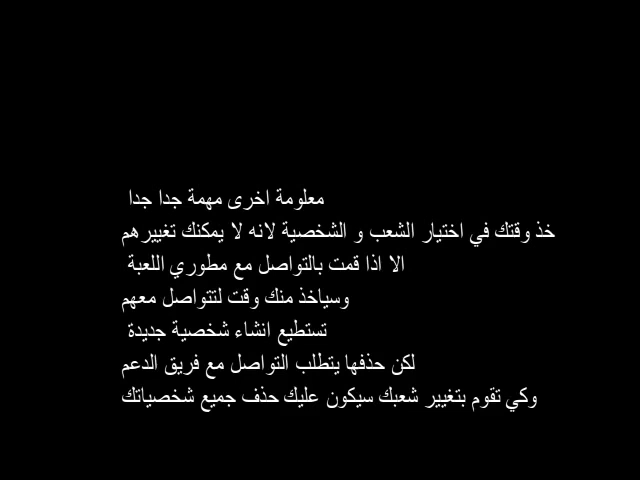 معلومة اخرى مهمة جدا جدا
خذ وقتك في اختيار الشعب و الشخصية لانه لا يمكنك تغييرهم
الا اذا قمت بالتواصل مع مطوري اللعبة
وسياخذ منك وقت لتتواصل معهم
تستطيع انشاء شخصية جديدة
لكن حذفها يتطلب التواصل مع فريق الدعم
وكي تقوم بتغيير شعبك سيكون عليك حذف جميع شخصياتك